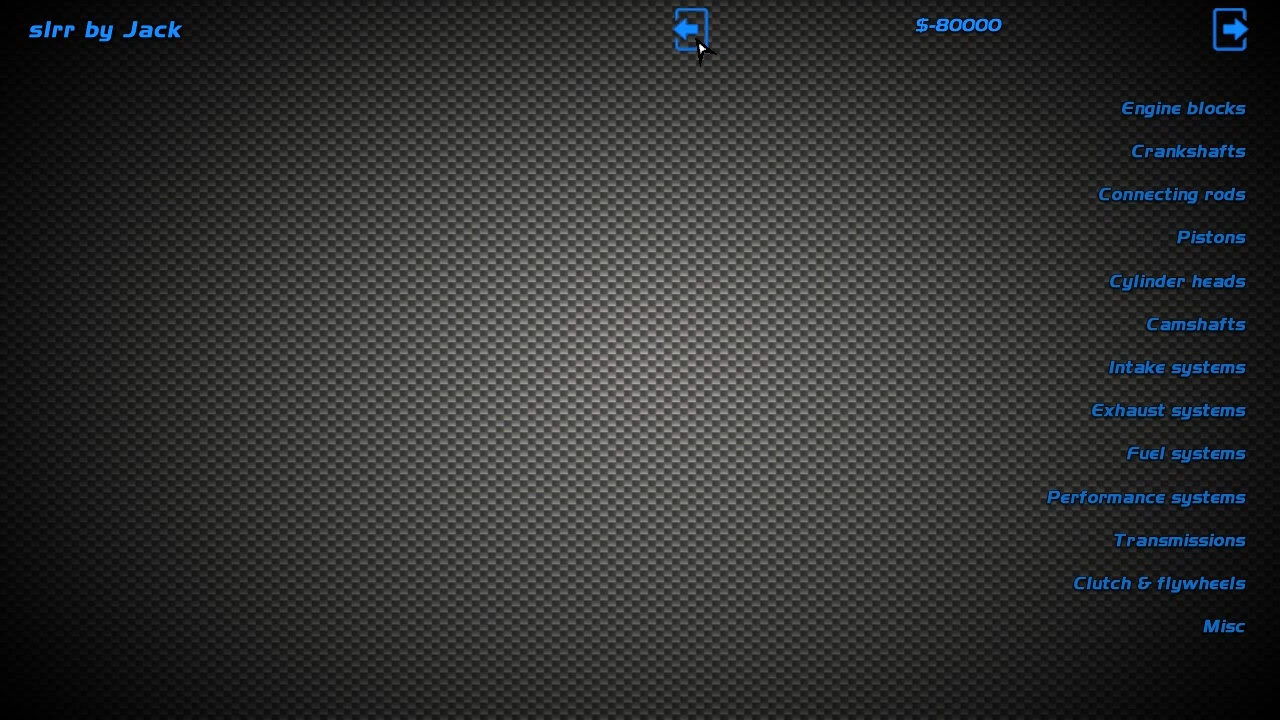 slrr by Jack
$-80000
Engine blocks
Crankshafts
Connecting rods
Pistons
Cylinder heads
Camshafts
Intake systems
Exhaust systems
Fuel systems
Performance systems
Transmissions
Clutch & flywheels
Misc